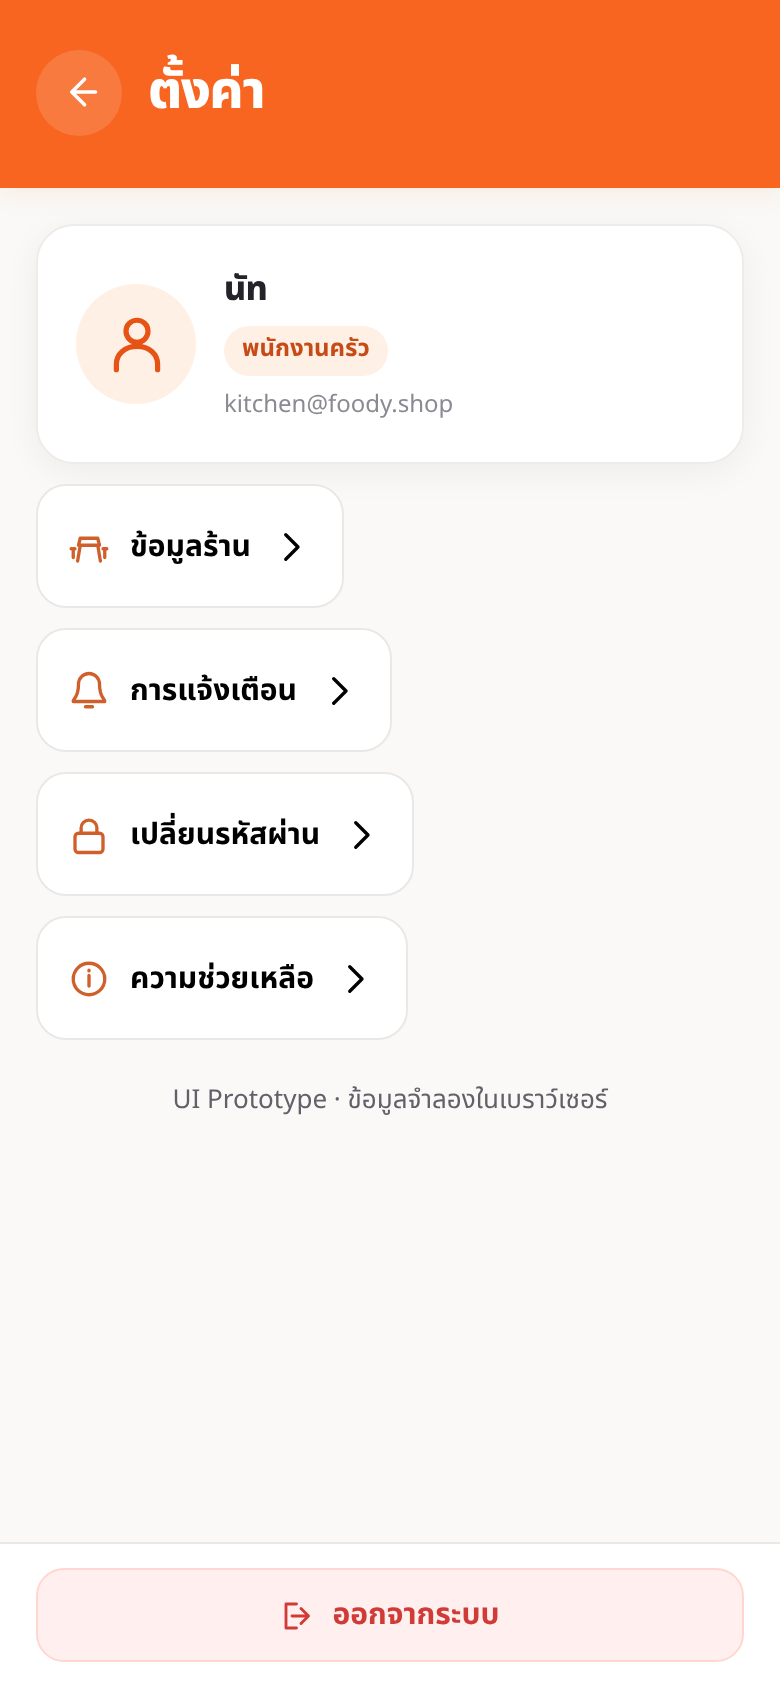 ตั้งค่า
นัท
พนักงานครัว
kitchen@foody.shop
ข้อมูลร้าน
การแจ้งเตือน
เปลี่ยนรหัสผ่าน
ความช่วยเหลือ
UI Prototype · ข้อมูลจำลองในเบราว์เซอร์
ออกจากระบบ